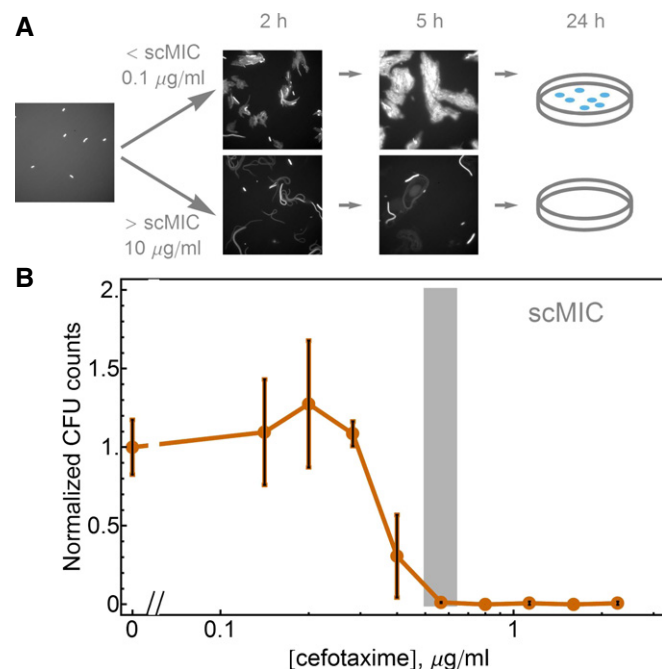 A
2 h
5 h
24 h
< scMIC
0.1 μg/ml
> scMIC
10 μg/ml
B
scMIC
Normalized CFU counts
2.
1.5
1.
0.5
0
0
0.1
1
[cefotaxime], μg/ml